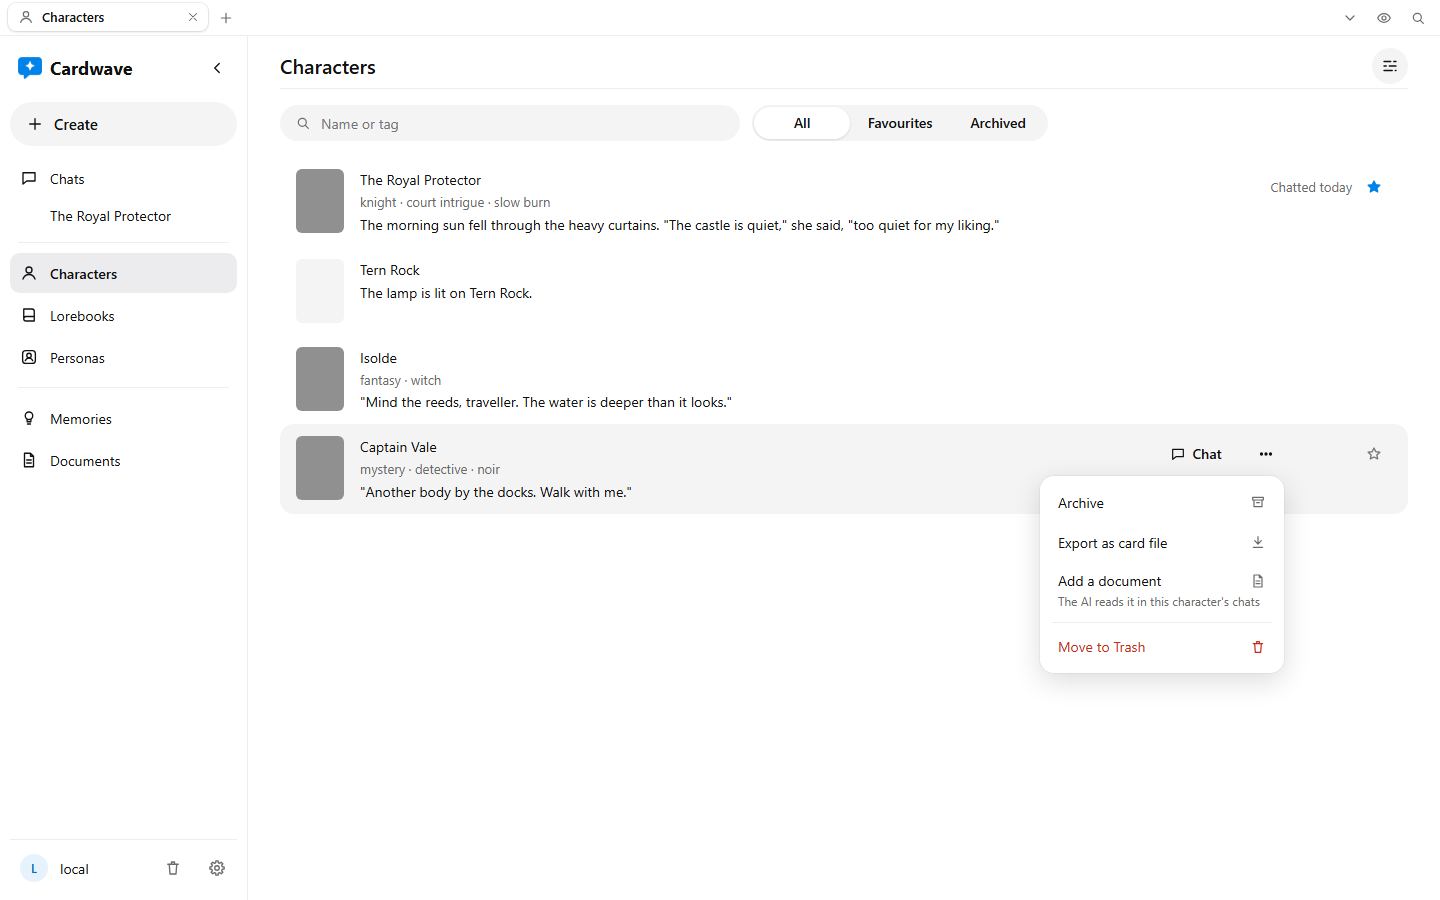 Characters
Cardwave
Create
Chats
The Royal Protector
Characters
Lorebooks
Personas
Memories
Documents
L
local
Characters
Name or tag
All
Favourites
Archived
The Royal Protector
knight · court intrigue · slow burn
The morning sun fell through the heavy curtains. "The castle is quiet," she said, "too quiet for my liking."
Chatted today
Tern Rock
The lamp is lit on Tern Rock.
Isolde
fantasy · witch
"Mind the reeds, traveller. The water is deeper than it looks."
Captain Vale
mystery · detective · noir
"Another body by the docks. Walk with me."
Chat
Archive
Export as card file
Add a document
The AI reads it in this character's chats
Move to Trash